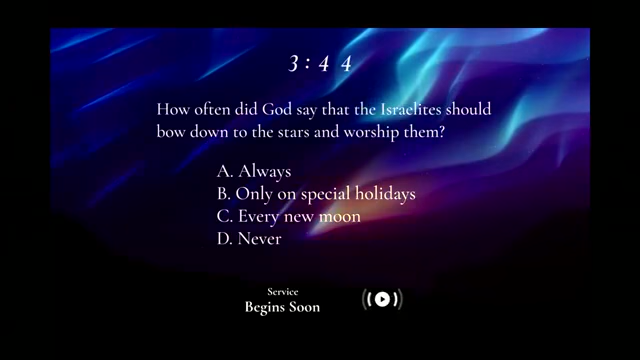 3:44
How often did God say that the Israelites should
bow down to the stars and worship them?
A. Always
B. Only on special holidays
C. Every new moon
D. Never
Service
Begins Soon